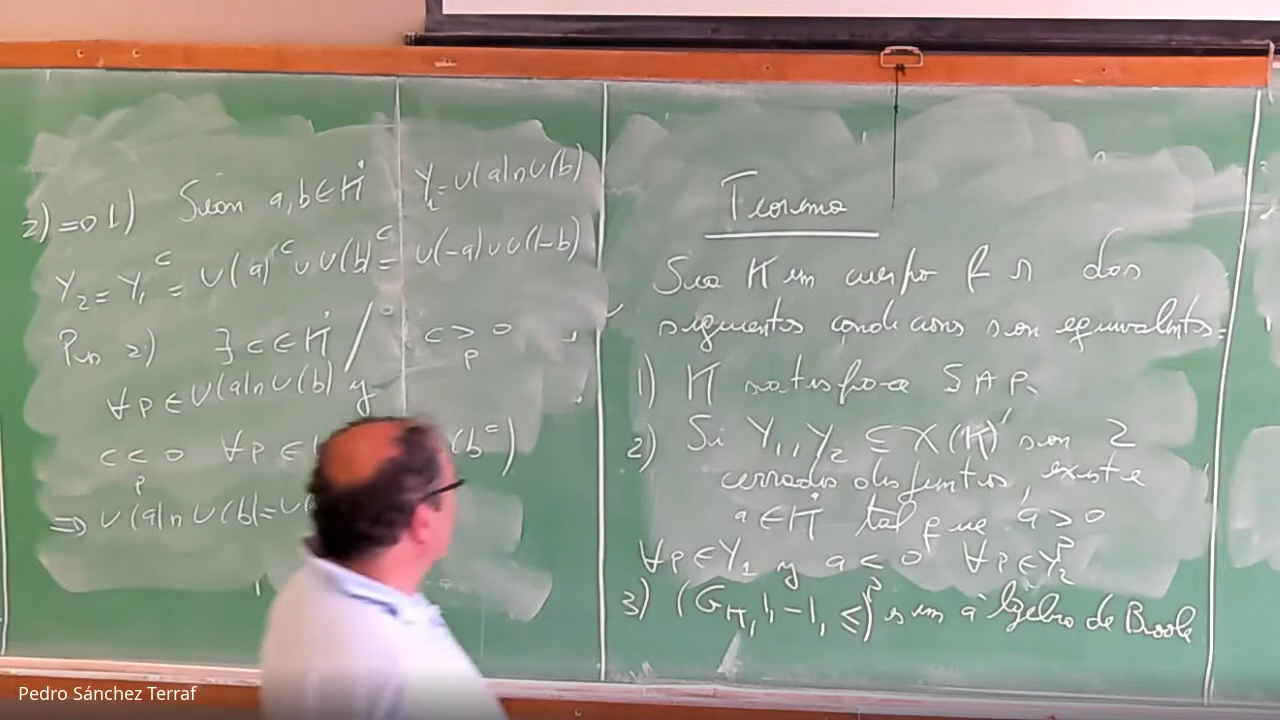 2) ⇒ 1) Sean a, b ∈ K̇ Y₁ = U(a) ∩ U(b)
Y₂ = Y₁ᶜ = U(a)ᶜ ∪ U(b)ᶜ = U(-a) ∪ U(-b)
Por 2) ∃ c ∈ K̇ / c >ₚ 0
∀ P ∈ U(a) ∩ U(b) y
c <ₚ 0 ∀ P ∈
⇒ U(a) ∩ U(b) = U(
Teorema
Sea K un cuerpo f r dos
siguientes condiciones son equivalentes:
1) K satisface SAP.
2) Si Y₁, Y₂ ⊆ X(K) son 2
cerrados disjuntos, existe
a ∈ K̇ tal que a >ₚ 0
∀ P ∈ Y₁ y a <ₚ 0 ∀ P ∈ Y₂
3) (G_K, 1, -1, ≤) es un álgebra de Boole
Pedro Sánchez Terraf